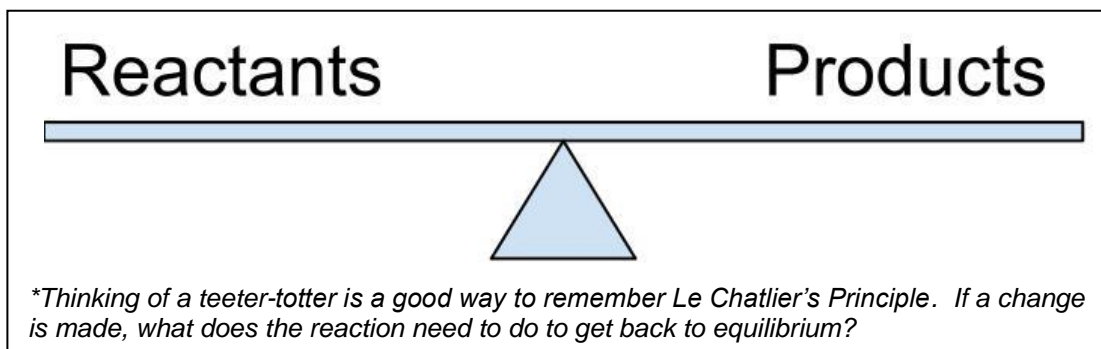 Reactants Products
*Thinking of a teeter-totter is a good way to remember Le Chatlier's Principle. If a change
is made, what does the reaction need to do to get back to equilibrium?